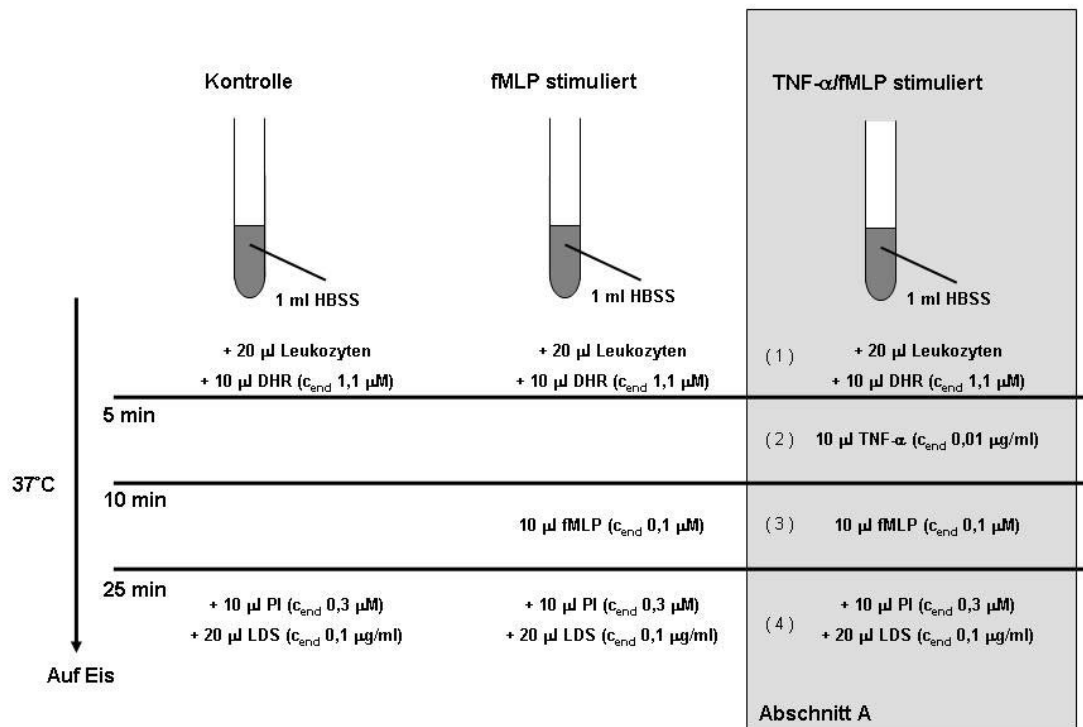 Kontrolle
fMLP stimuliert
TNF-α/fMLP stimuliert
1 ml HBSS
1 ml HBSS
1 ml HBSS
+ 20 µl Leukozyten
+ 20 µl Leukozyten
(1)
+ 20 µl Leukozyten
+ 10 µl DHR (cend 1,1 µM)
+ 10 µl DHR (cend 1,1 µM)
+ 10 µl DHR (cend 1,1 µM)
5 min
(2)
10 µl TNF-α (cend 0,01 µg/ml)
37°C
10 min
10 µl fMLP (cend 0,1 µM)
(3)
10 µl fMLP (cend 0,1 µM)
25 min
+ 10 µl PI (cend 0,3 µM)
+ 10 µl PI (cend 0,3 µM)
(4)
+ 10 µl PI (cend 0,3 µM)
+ 20 µl LDS (cend 0,1 µg/ml)
+ 20 µl LDS (cend 0,1 µg/ml)
+ 20 µl LDS (cend 0,1 µg/ml)
Auf Eis
Abschnitt A